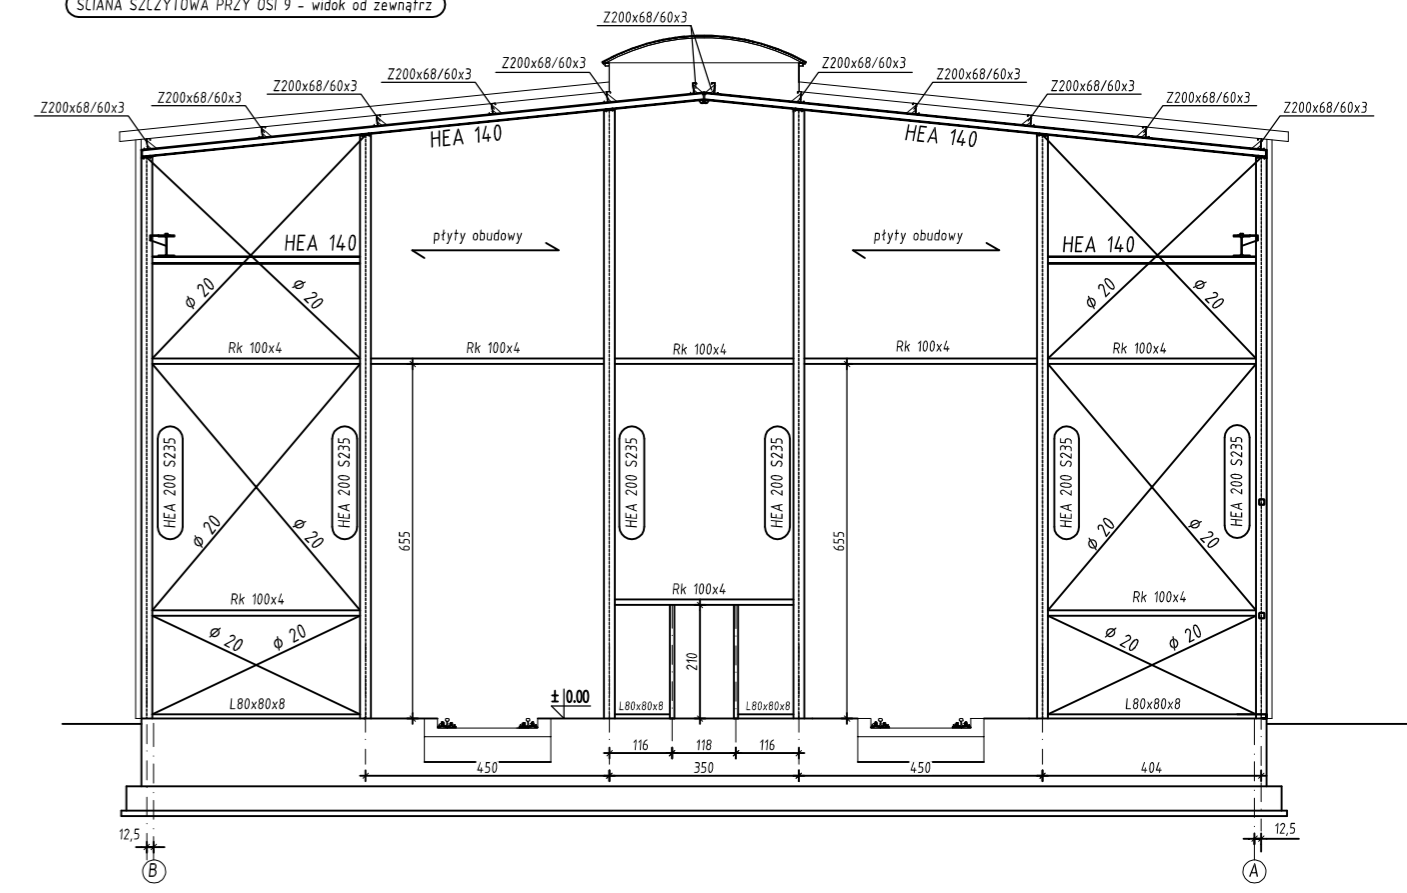 ŚCIANA SZCZYTOWA PRZY OSI 9 - widok od zewnątrz
Z200x68/60x3
Z200x68/60x3
Z200x68/60x3
Z200x68/60x3
Z200x68/60x3
Z200x68/60x3
Z200x68/60x3
Z200x68/60x3
Z200x68/60x3
Z200x68/60x3
Z200x68/60x3
HEA 140
HEA 140
HEA 140
płyty obudowy
płyty obudowy
HEA 140
ϕ 20
ϕ 20
ϕ 20
ϕ 20
Rk 100x4
Rk 100x4
Rk 100x4
Rk 100x4
Rk 100x4
HEA 200 S235
HEA 200 S235
HEA 200 S235
HEA 200 S235
HEA 200 S235
HEA 200 S235
ϕ 20
ϕ 20
655
655
ϕ 20
ϕ 20
Rk 100x4
Rk 100x4
Rk 100x4
ϕ 20
ϕ 20
210
ϕ 20
ϕ 20
L80x80x8
± 0.00
L80x80x8
L80x80x8
L80x80x8
116
118
116
450
350
450
404
12,5
12,5
B
A